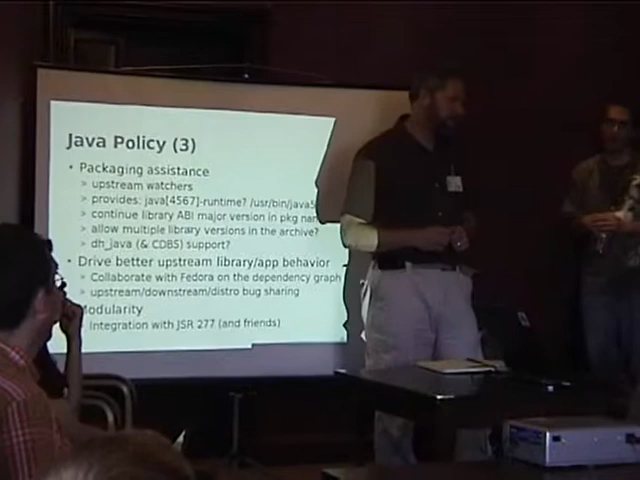 Java Policy (3)
• Packaging assistance
» upstream watchers
» provides: java[4567]-runtime? /usr/bin/java5
» continue library ABI major version in pkg nam
» allow multiple library versions in the archive?
» dh_java (& CDBS) support?
• Drive better upstream library/app behavior
» Collaborate with Fedora on the dependency graph
» upstream/downstream/distro bug sharing
Modularity
Integration with JSR 277 (and friends)